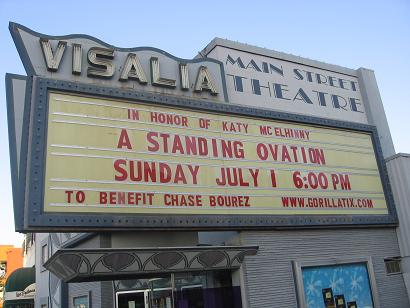 VISALIA
MAIN STREET
THEATRE
IN HONOR OF KATY MCELHINNY
A STANDING OVATION
SUNDAY JULY 1 6:00 PM
TO BENEFIT CHASE BOUREZ WWW.GORILLATIX.COM